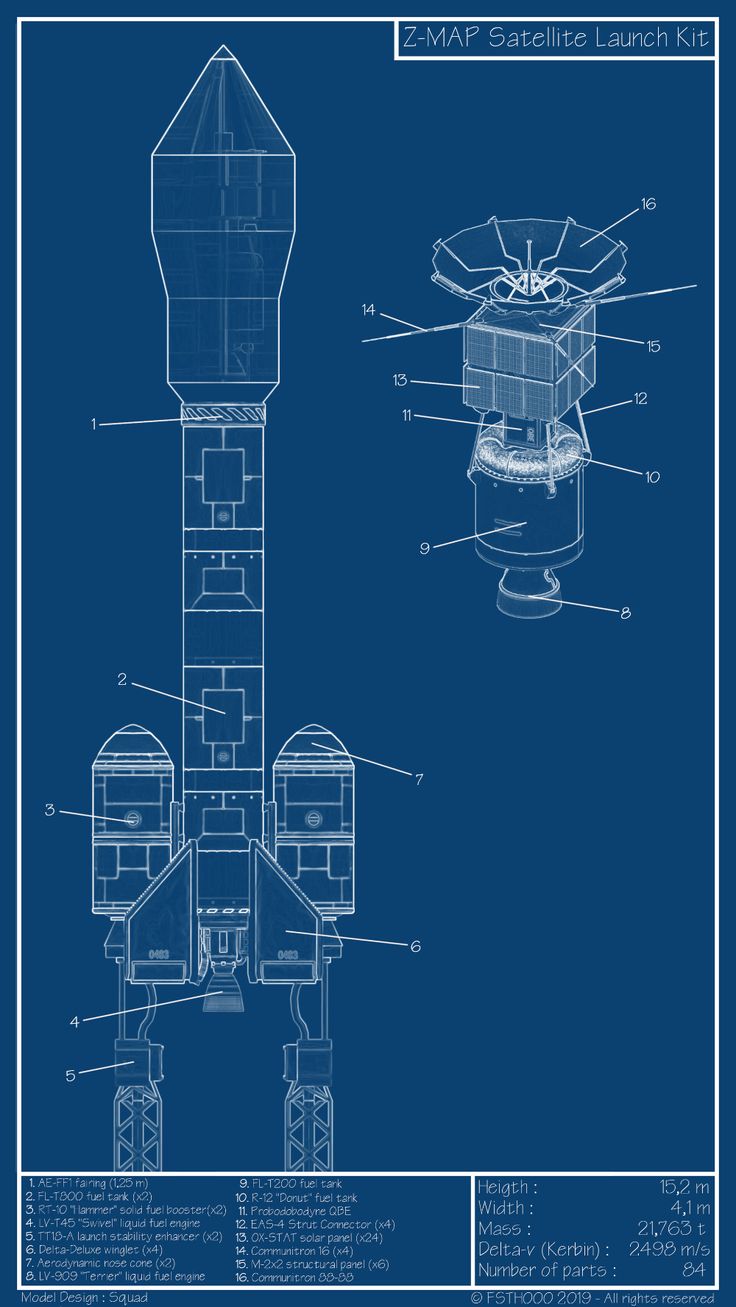 Z-MAP Satellite Launch Kit
16
14
15
13
12
11
1
QBE
10
9
8
2
7
3
6
0483
0483
4
5
1. AE-FF1 fairing (1,25 m)
2. FL-T800 fuel tank (x2)
3. RT-10 "Hammer" solid fuel booster(x2)
4. LV-T45 "Swivel" liquid fuel engine
5. TT18-A launch stability enhancer (x2)
6. Delta-Deluxe winglet (x4)
7. Aerodynamic nose cone (x2)
8. LV-909 "Terrier" liquid fuel engine
9. FL-T200 fuel tank
10. R-12 "Donut" fuel tank
11. Probodobodyne QBE
12. EAS-4 Strut Connector (x4)
13. OX-STAT solar panel (x24)
14. Communitron 16 (x4)
15. M-2x2 structural panel (x6)
16. Communitron 88-88
Heigth : 15,2 m
Width : 4,1 m
Mass : 21,763 t
Delta-v (Kerbin) : 2498 m/s
Number of parts : 84
Model Design : Squad
© FSTH000 2019 - All rights reserved